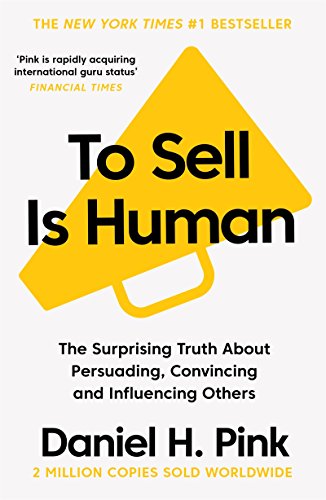 THE NEW YORK TIMES #1 BESTSELLER
'Pink is rapidly acquiring
international guru status'
FINANCIAL TIMES
To Sell
Is Human
The Surprising Truth About
Persuading, Convincing
and Influencing Others
Daniel H. Pink
2 MILLION COPIES SOLD WORLDWIDE